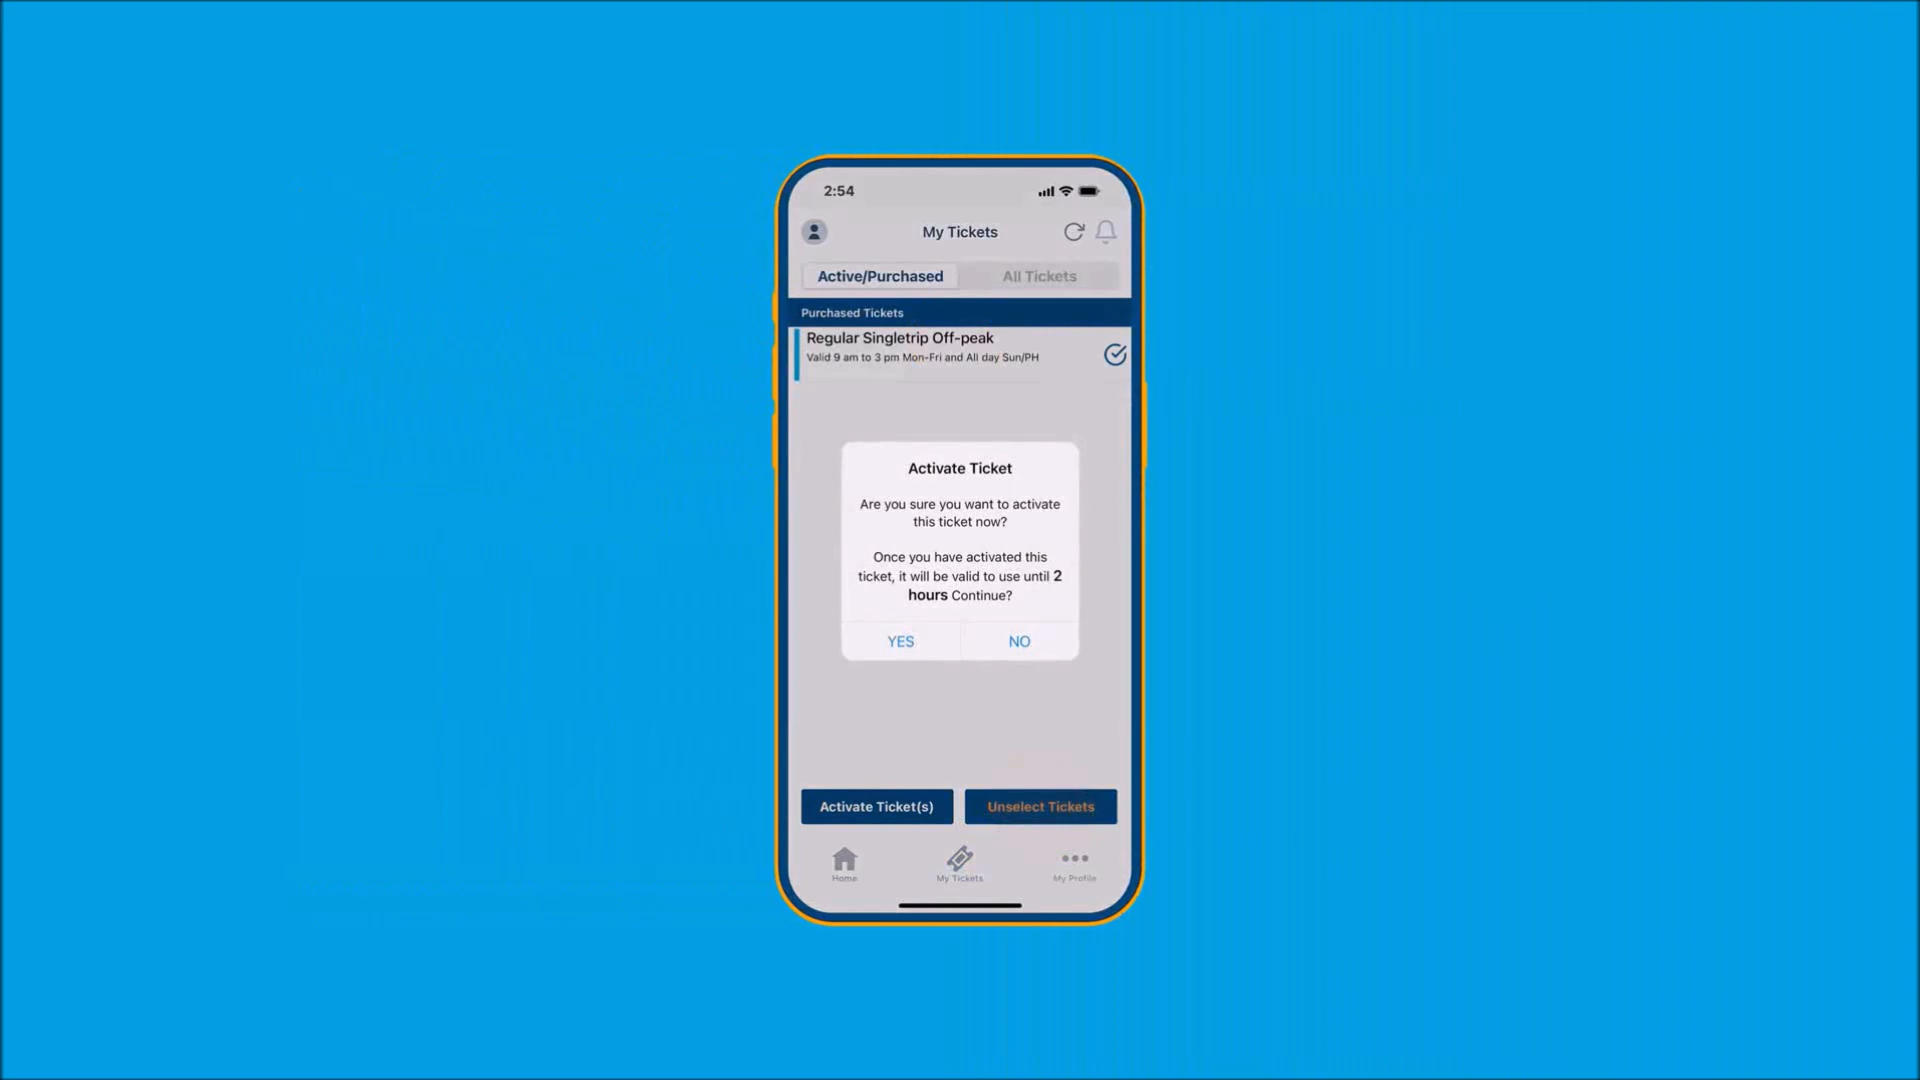 2:54
My Tickets
Active/Purchased
All Tickets
Purchased Tickets
Regular Singletrip Off-peak
Valid 9 am to 3 pm Mon-Fri and All day Sun/PH
Activate Ticket
Are you sure you want to activate
this ticket now?
Once you have activated this
ticket, it will be valid to use until 2
hours Continue?
YES
NO
Activate Ticket(s)
Unselect Tickets
Home
My Tickets
My Profile